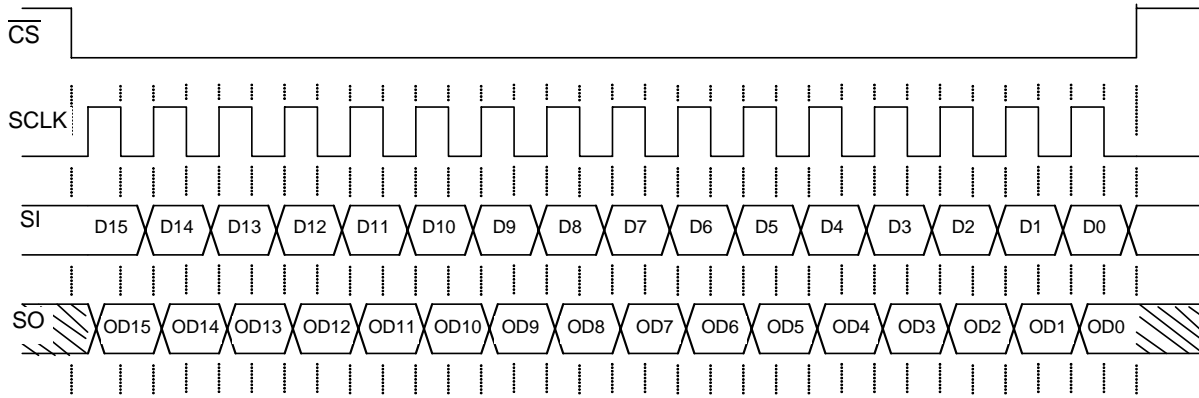 CS
SCLK
SI D15 D14 D13 D12 D11 D10 D9 D8 D7 D6 D5 D4 D3 D2 D1 D0
SO OD15 OD14 OD13 OD12 OD11 OD10 OD9 OD8 OD7 OD6 OD5 OD4 OD3 OD2 OD1 OD0